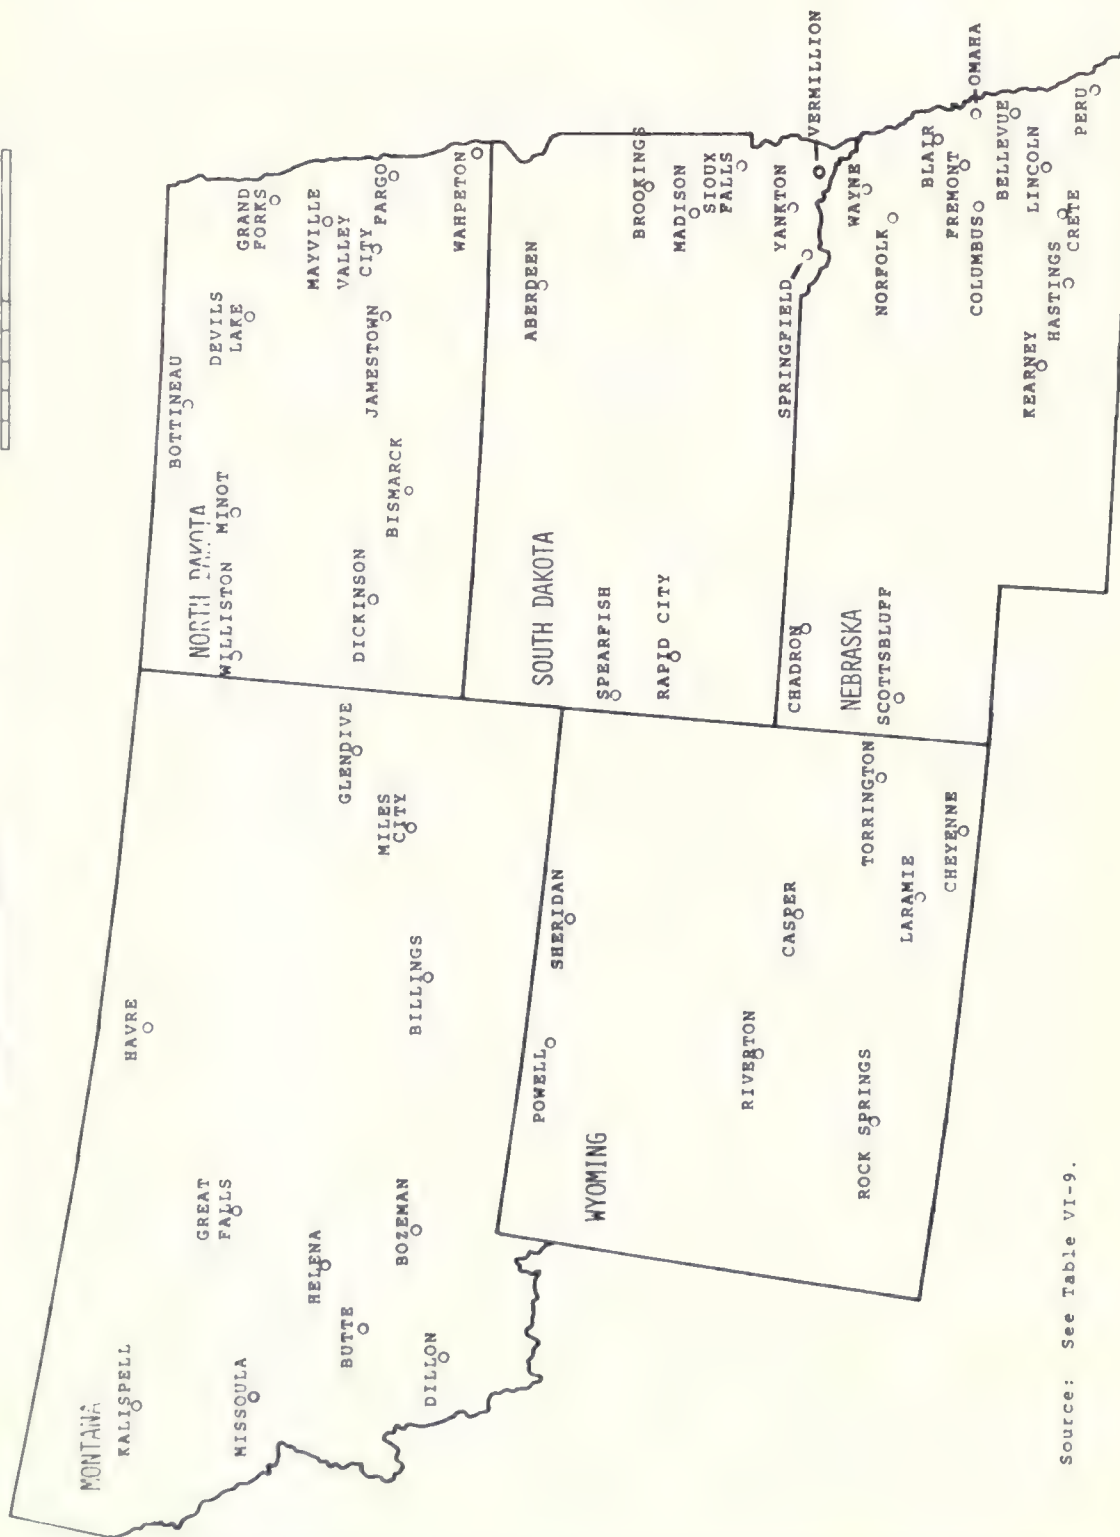 MONTANA
KALISPELL
MISSOULA
GREAT
FALLS
HELENA
BUTTE
BOZEMAN
DILLON
HAVRE
BILLINGS
MILES
CITY
GLENDIVE
NORTH DAKOTA
WILLISTON
MINOT
BOTTINEAU
DEVILS
LAKE
GRAND
FORKS
MAYVILLE
VALLEY
CITY
FARGO
JAMESTOWN
BISMARCK
DICKINSON
WAHPETON
SOUTH DAKOTA
SPEARFISH
RAPID CITY
ABERDEEN
BROOKINGS
MADISON
SIOUX
FALLS
YANKTON
VERMILLION
SPRINGFIELD
WYOMING
POWELL
SHERIDAN
RIVERTON
CASPER
ROCK SPRINGS
TORRINGTON
LARAMIE
CHEYENNE
CHADRON
NEBRASKA
SCOTTSBLUFF
WAYNE
NORFOLK
BLAIR
FREMONT
OMAHA
COLUMBUS
BELLEVUE
LINCOLN
CRETE
PERU
HASTINGS
KEARNEY
Source: See Table VI-9.